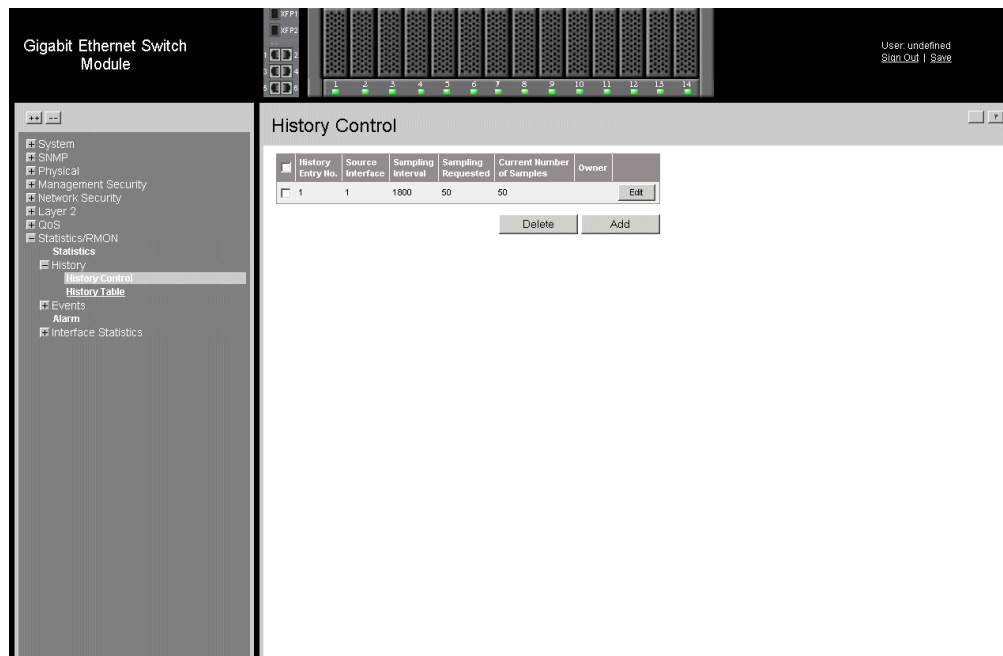 Gigabit Ethernet Switch
Module
XFP1
XFP2
1 2
3 4
5 6
1 2 3 4 5 6 7 8 9 10 11 12 13 14
User: undefined
Sign Out | Save
++ --
System
SNMP
Physical
Management Security
Network Security
Layer 2
QoS
Statistics/RMON
Statistics
History
History Control
History Table
Events
Alarm
Interface Statistics
History Control
?
History Entry No. Source Interface Sampling Interval Sampling Requested Current Number of Samples Owner
1 1 1800 50 50 Edit
Delete Add